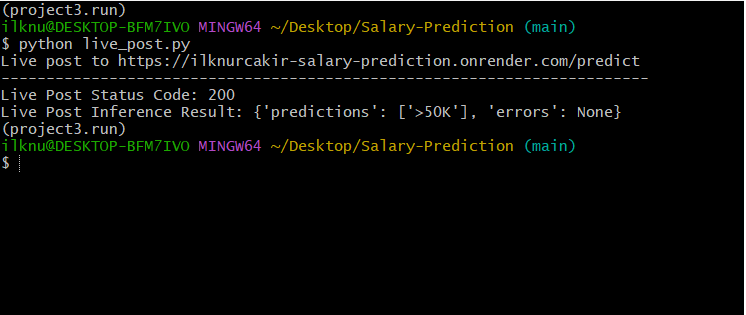 (project3.run)
ilknu@DESKTOP-BFM7IVO MINGW64 ~/Desktop/Salary-Prediction (main)
$ python live_post.py
Live post to https://ilknurcakir-salary-prediction.onrender.com/predict
------------------------------------------------------------------------
Live Post Status Code: 200
Live Post Inference Result: {'predictions': ['>50K'], 'errors': None}
(project3.run)
ilknu@DESKTOP-BFM7IVO MINGW64 ~/Desktop/Salary-Prediction (main)
$